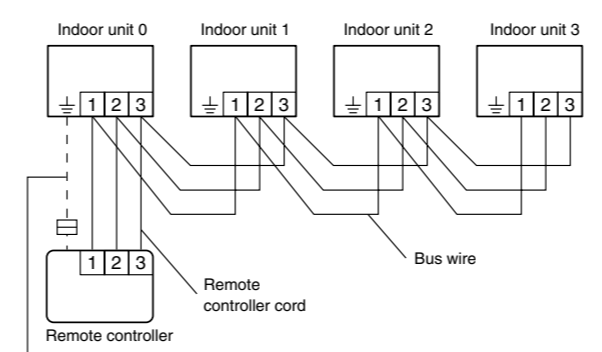 Indoor unit 0 Indoor unit 1 Indoor unit 2 Indoor unit 3
1 2 3 1 2 3 1 2 3 1 2 3
Bus wire
1 2 3
Remote
controller cord
Remote controller